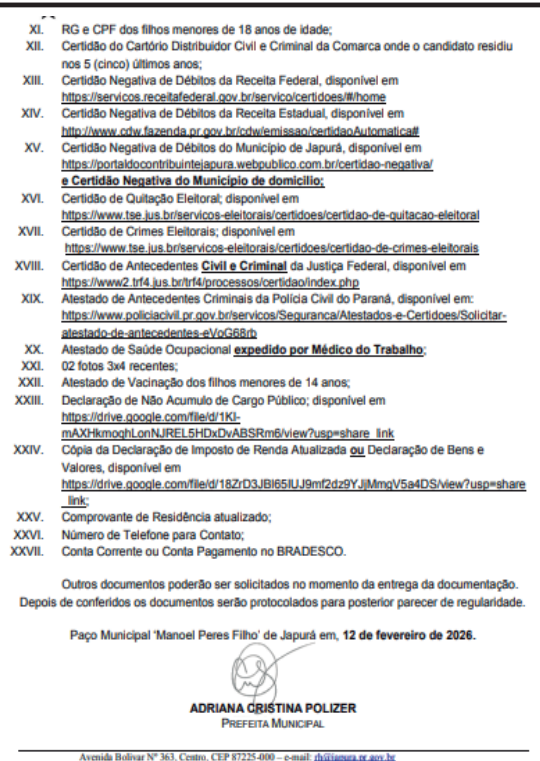 XI. RG e CPF dos filhos menores de 18 anos de idade;
XII. Certidão do Cartório Distribuidor Civil e Criminal da Comarca onde o candidato residiu
nos 5 (cinco) últimos anos;
XIII. Certidão Negativa de Débitos da Receita Federal, disponível em
https://servicos.receitafederal.gov.br/servico/certidoes/#/home
XIV. Certidão Negativa de Débitos da Receita Estadual, disponível em
http://www.cdw.fazenda.pr.gov.br/cdw/emissao/certidaoAutomatica#
XV. Certidão Negativa de Débitos do Município de Japurá, disponível em
https://portaldocontribuintejapura.webpublico.com.br/certidao-negativa/
e Certidão Negativa do Município de domicilio;
XVI. Certidão de Quitação Eleitoral; disponível em
https://www.tse.jus.br/servicos-eleitorais/certidoes/certidao-de-quitacao-eleitoral
XVII. Certidão de Crimes Eleitorais; disponível em
https://www.tse.jus.br/servicos-eleitorais/certidoes/certidao-de-crimes-eleitorais
XVIII. Certidão de Antecedentes Civil e Criminal da Justiça Federal, disponível em
https://www2.trf4.jus.br/trf4/processos/certidao/index.php
XIX. Atestado de Antecedentes Criminais da Polícia Civil do Paraná, disponível em:
https://www.policiacivil.pr.gov.br/servicos/Seguranca/Atestados-e-Certidoes/Solicitar-
atestado-de-antecedentes-eVoG68rb
XX. Atestado de Saúde Ocupacional expedido por Médico do Trabalho;
XXI. 02 fotos 3x4 recentes;
XXII. Atestado de Vacinação dos filhos menores de 14 anos;
XXIII. Declaração de Não Acumulo de Cargo Público; disponível em
https://drive.google.com/file/d/1KI-
mAXHkmoqhLonNJREL5HDxDvABSRm6/view?usp=share_link
XXIV. Cópia da Declaração de Imposto de Renda Atualizada ou Declaração de Bens e
Valores, disponível em
https://drive.google.com/file/d/18ZrD3JBI65IUJ9mf2dz9YJjMmgV5a4DS/view?usp=share
_link;
XXV. Comprovante de Residência atualizado;
XXVI. Número de Telefone para Contato;
XXVII. Conta Corrente ou Conta Pagamento no BRADESCO.
Outros documentos poderão ser solicitados no momento da entrega da documentação.
Depois de conferidos os documentos serão protocolados para posterior parecer de regularidade.
Paço Municipal 'Manoel Peres Filho' de Japurá em, 12 de fevereiro de 2026.
ADRIANA CRISTINA POLIZER
PREFEITA MUNICIPAL
Avenida Bolívar Nº 363, Centro, CEP 87225-000 – e-mail: rh@japura.pr.gov.br